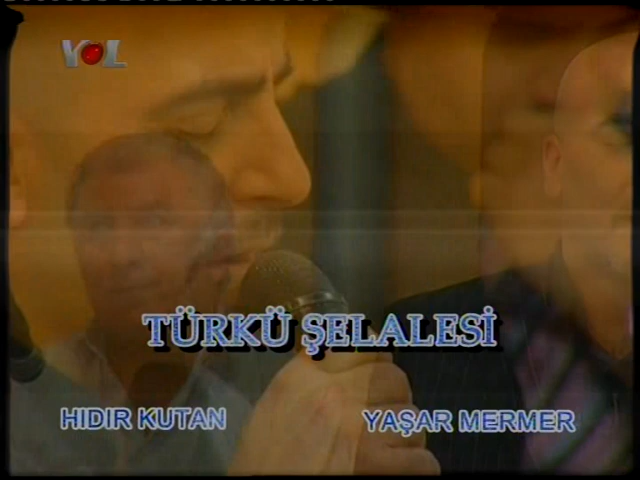 YOL
TÜRKÜ ŞELALESİ
HIDIR KUTAN
YAŞAR MERMER